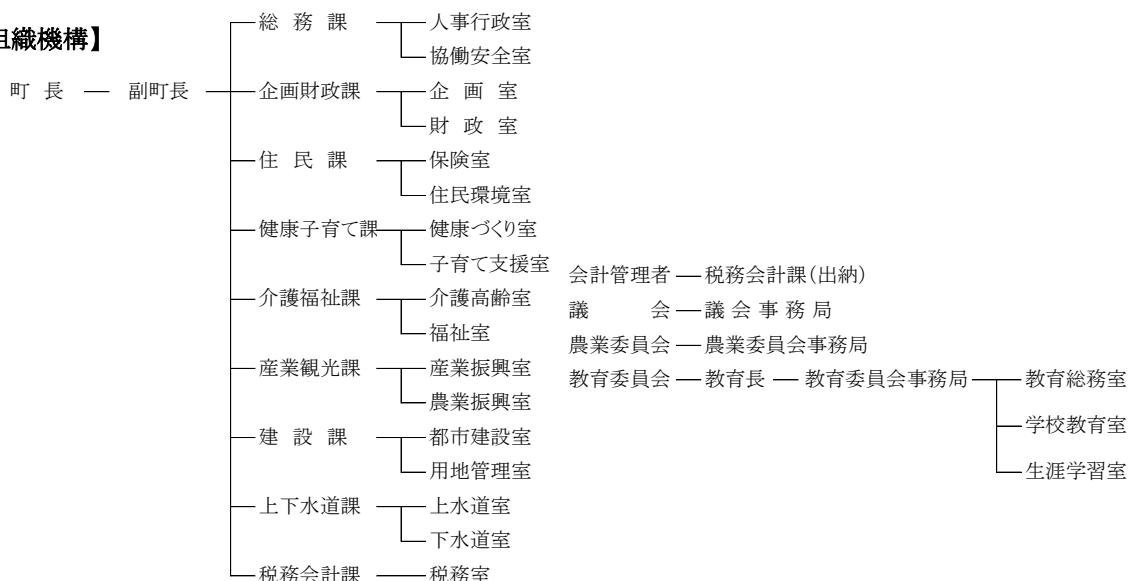 組織機構】
町 長 副町長
総 務 課 人事行政室
協働安全室
企画財政課 企 画 室
財 政 室
住 民 課 保険室
住民環境室
健康子育て課 健康づくり室
子育て支援室
介護福祉課 介護高齢室
福祉室
産業観光課 産業振興室
農業振興室
建 設 課 都市建設室
用地管理室
上下水道課 上水道室
下水道室
税務会計課 税務室
会計管理者 税務会計課(出納)
議 会 議 会 事 務 局
農業委員会 農業委員会事務局
教育委員会 教育長 教育委員会事務局 教育総務室
学校教育室
生涯学習室